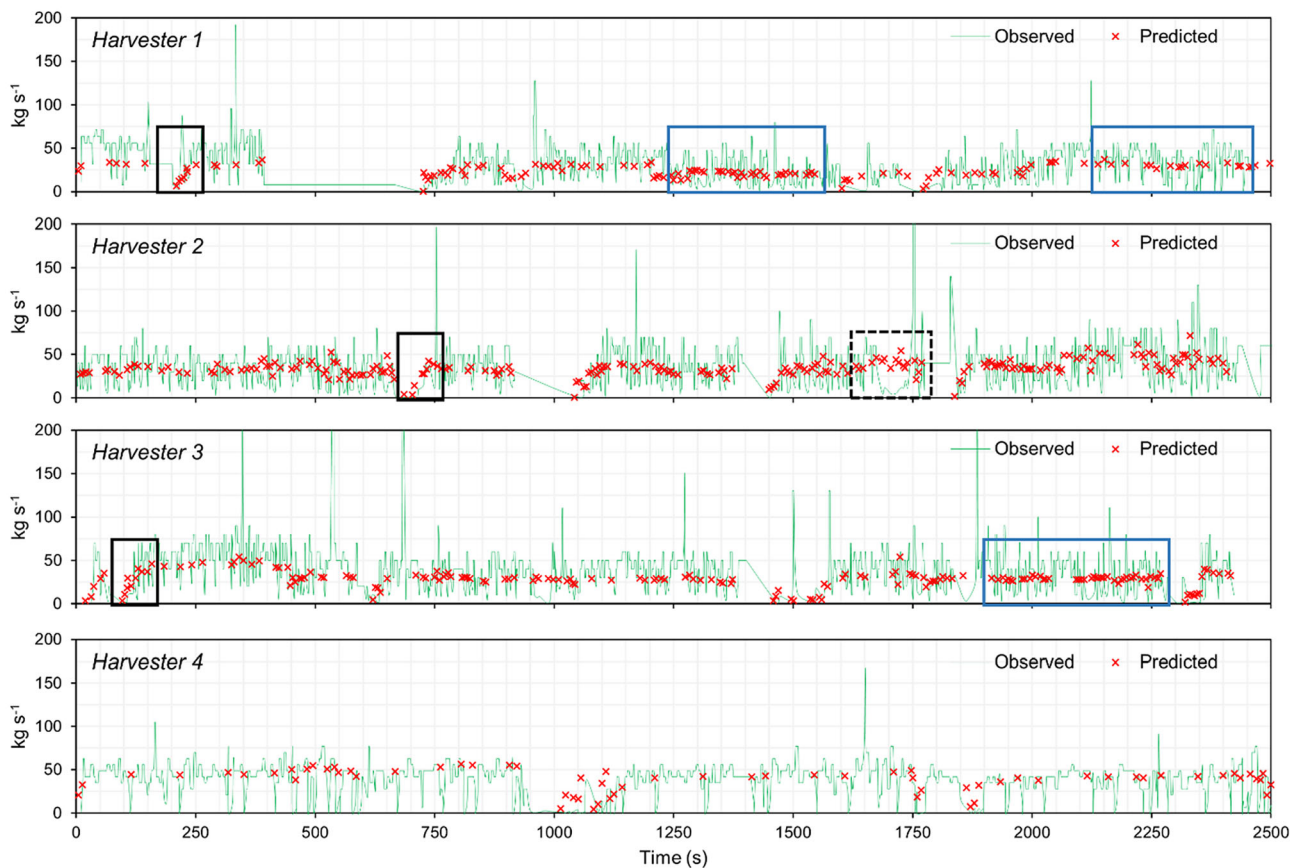 200
Harvester 1
Observed
Predicted
150
kg s-1
100
50
0
200
Harvester 2
Observed
Predicted
150
kg s-1
100
50
0
200
Harvester 3
Observed
Predicted
150
kg s-1
100
50
0
200
Harvester 4
Observed
Predicted
150
kg s-1
100
50
0
0 250 500 750 1000 1250 1500 1750 2000 2250 2500
Time (s)